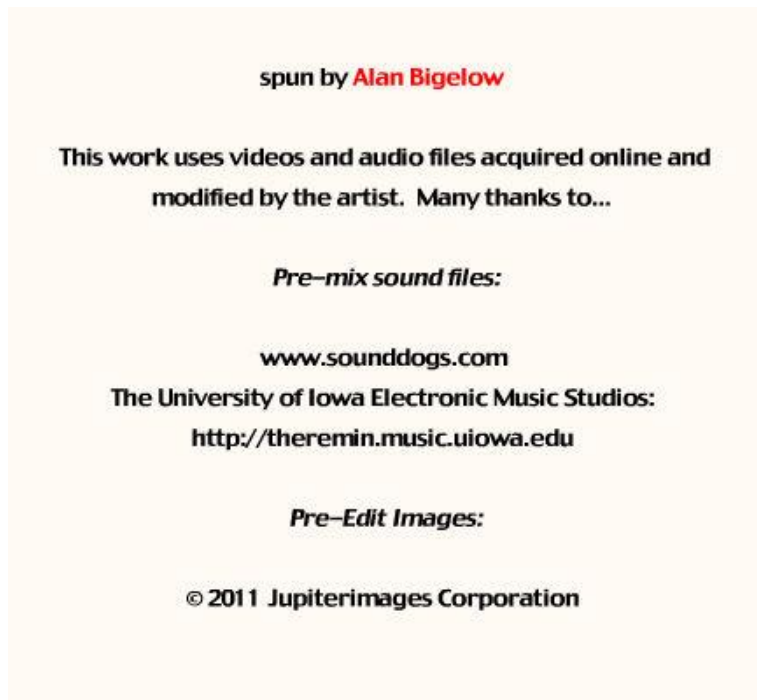 spun by Alan Bigelow
This work uses videos and audio files acquired online and
modified by the artist.  Many thanks to...
Pre-mix sound files:
www.sounddogs.com
The University of Iowa Electronic Music Studios:
http://theremin.music.uiowa.edu
Pre-Edit Images:
© 2011 Jupiterimages Corporation